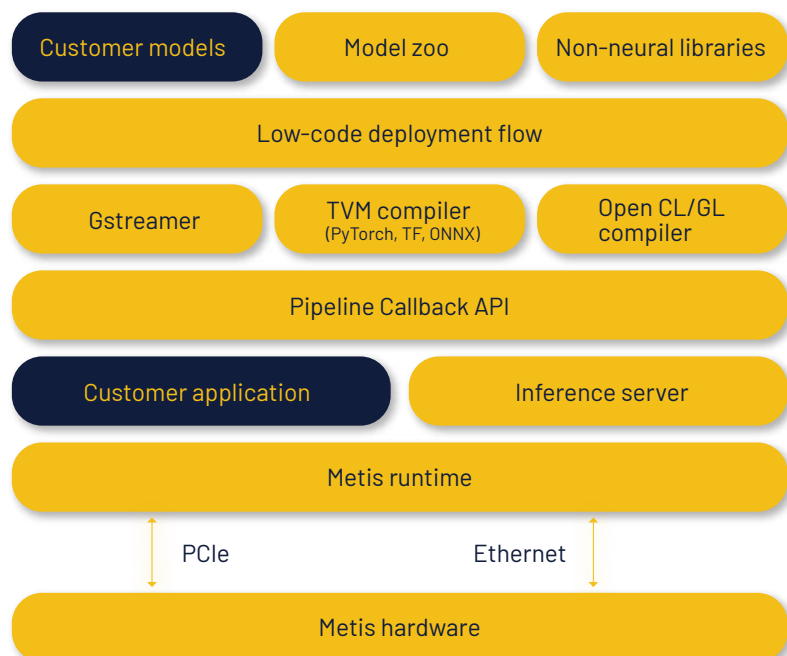 Customer models
Model zoo
Non-neural libraries
Low-code deployment flow
Gstreamer
TVM compiler
(PyTorch, TF, ONNX)
Open CL/GL
compiler
Pipeline Callback API
Customer application
Inference server
Metis runtime
PCIe
Ethernet
Metis hardware